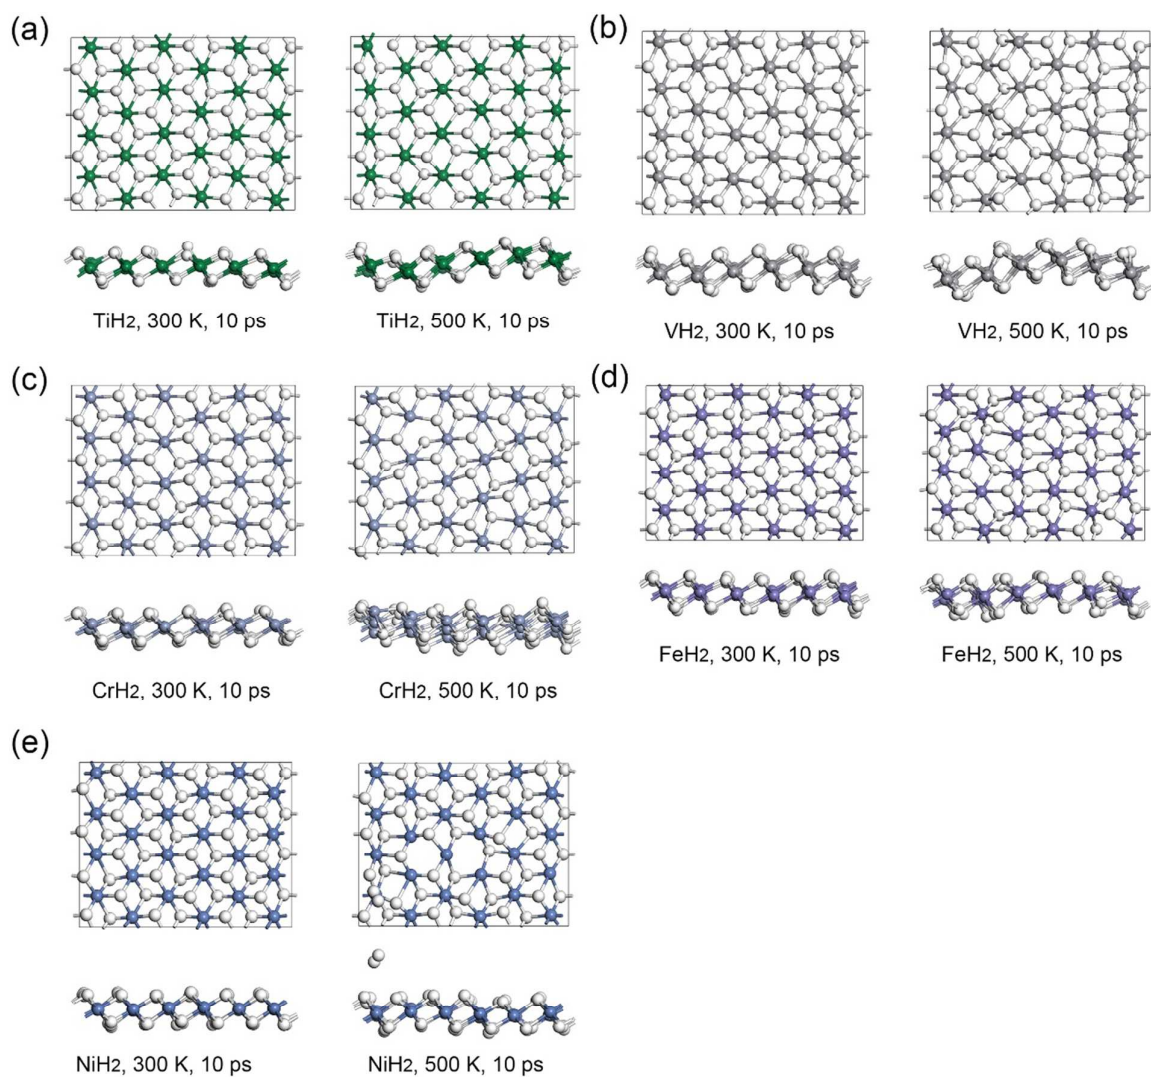 (a)
TiH2, 300 K, 10 ps
TiH2, 500 K, 10 ps
(b)
VH2, 300 K, 10 ps
VH2, 500 K, 10 ps
(c)
CrH2, 300 K, 10 ps
CrH2, 500 K, 10 ps
(d)
FeH2, 300 K, 10 ps
FeH2, 500 K, 10 ps
(e)
NiH2, 300 K, 10 ps
NiH2, 500 K, 10 ps